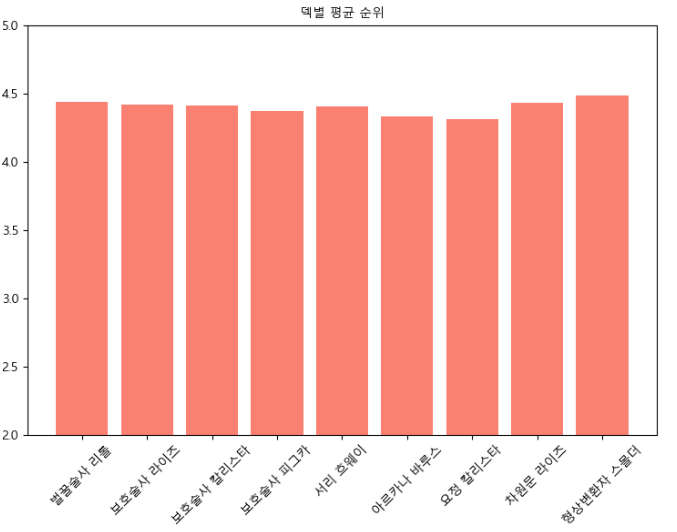 덱별 평균 순위
5.0
4.5
4.0
3.5
3.0
2.5
2.0
벌꿀술사 리롤
보호술사 라이즈
보호술사 칼리스타
보호술사 피그카
서리 흐웨이
아르카나 바루스
요정 칼리스타
차원문 라이즈
형상변환자 스몰더